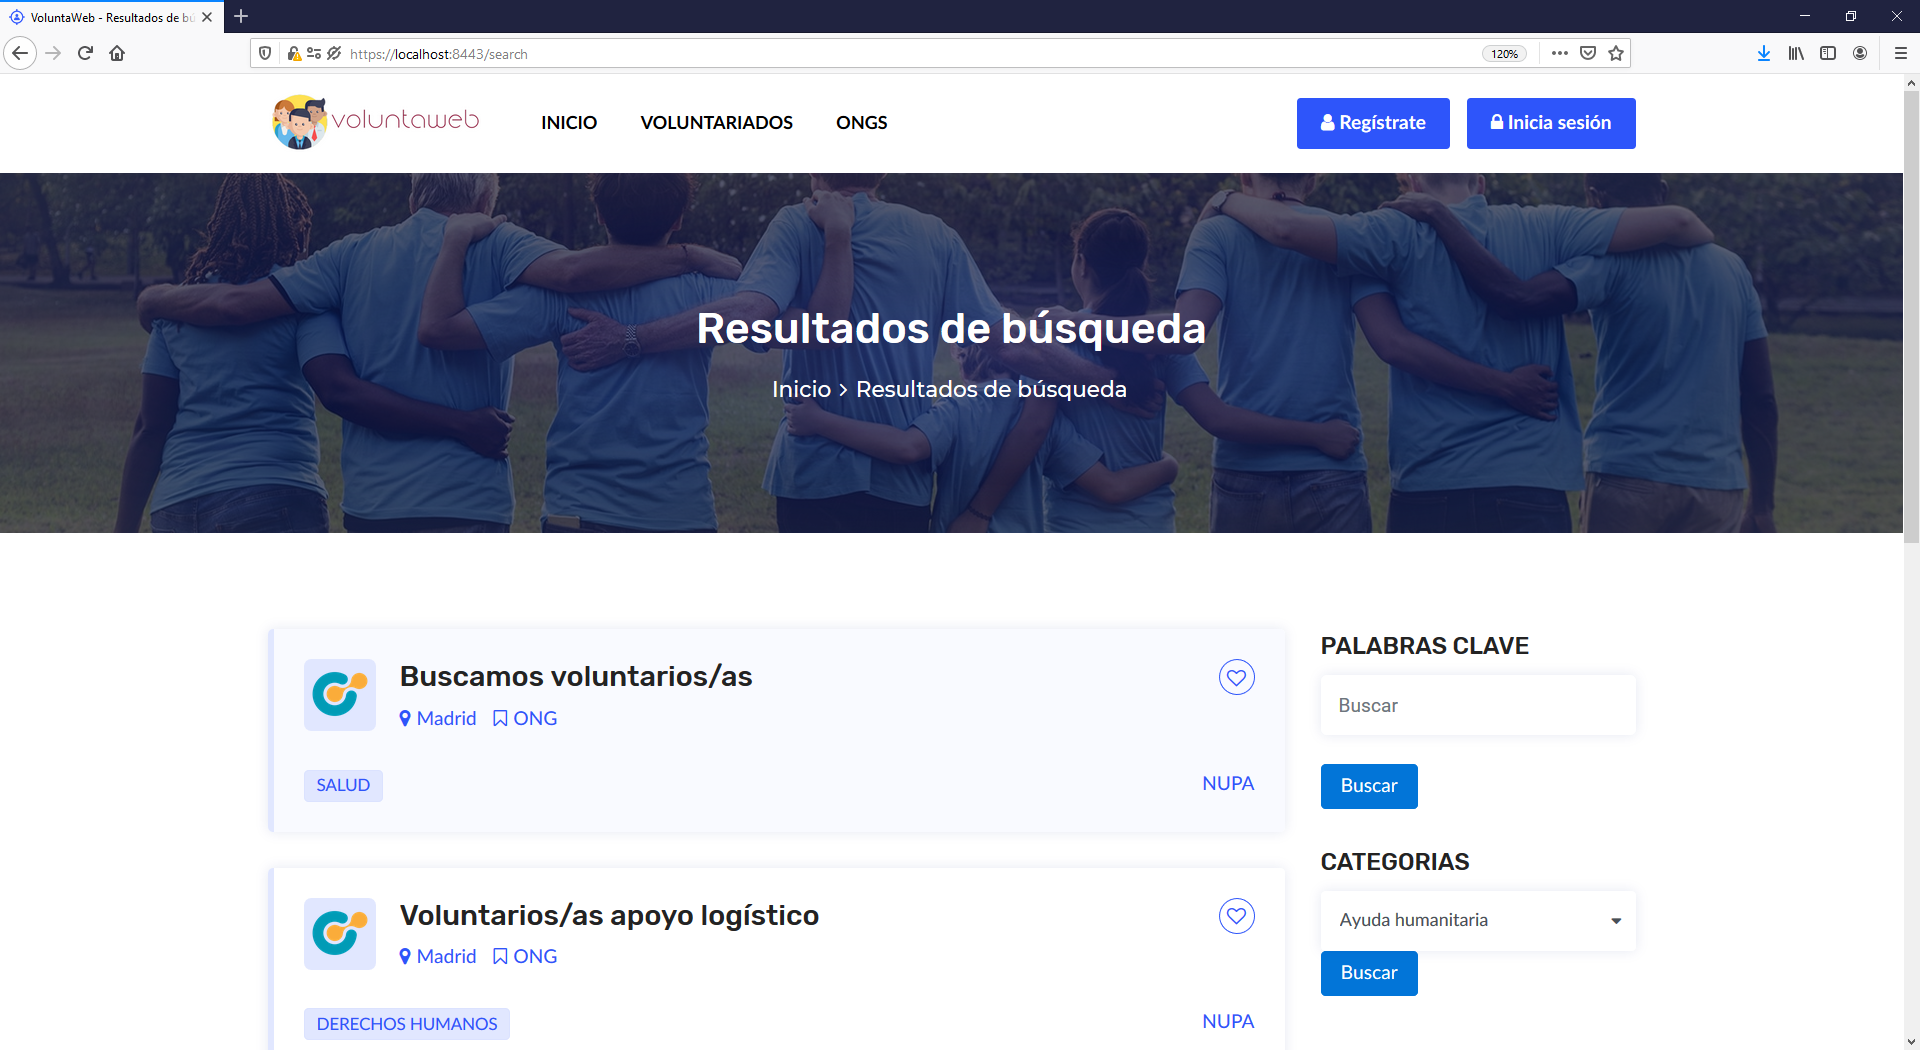 VoluntaWeb - Resultados de bú
https://localhost:8443/search
120%
voluntaweb
INICIO
VOLUNTARIADOS
ONGS
Regístrate
Inicia sesión
Resultados de búsqueda
Inicio > Resultados de búsqueda
Buscamos voluntarios/as
Madrid ONG
SALUD
NUPA
Voluntarios/as apoyo logístico
Madrid ONG
DERECHOS HUMANOS
NUPA
PALABRAS CLAVE
Buscar
Buscar
CATEGORIAS
Ayuda humanitaria
Buscar